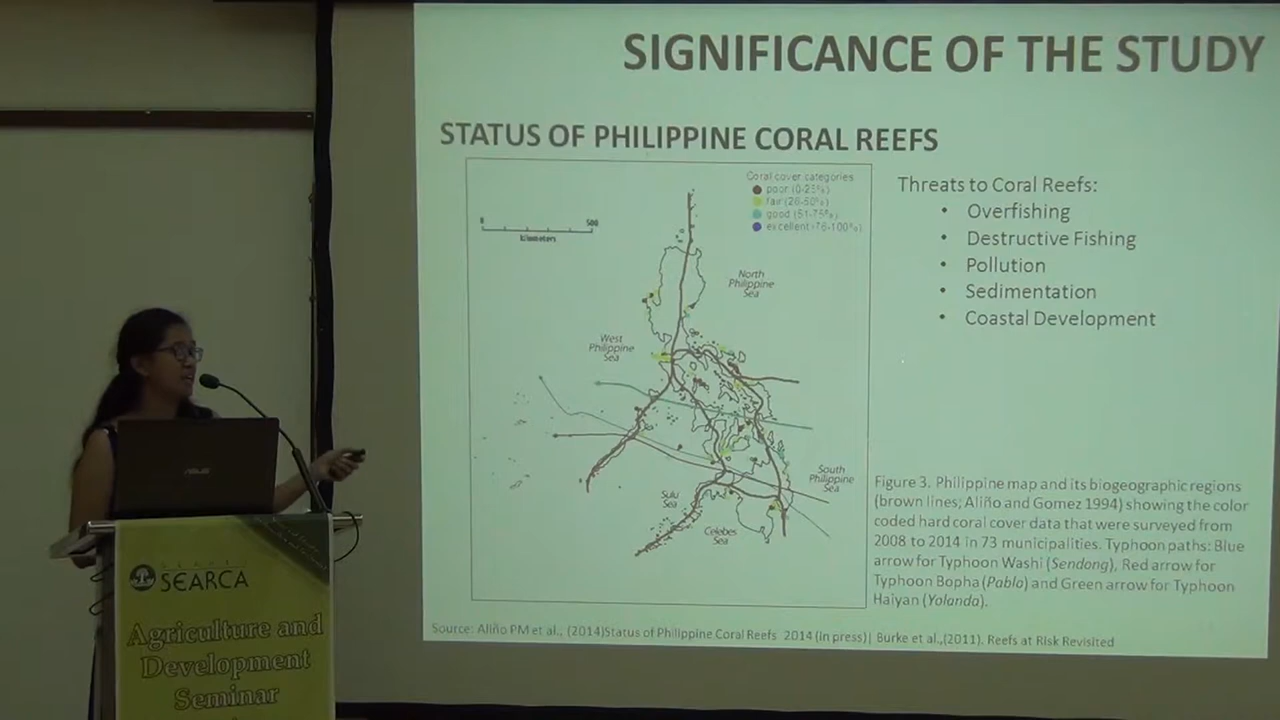 SIGNIFICANCE OF THE STUDY
STATUS OF PHILIPPINE CORAL REEFS
Coral cover categories
poor (0-25%)
fair (26-50%)
good (51-75%)
excellent (76-100%)
0 500
kilometers
North
Philippine
Sea
West
Philippine
Sea
South
Philippine
Sea
Sulu
Sea
Celebes
Sea
Threats to Coral Reefs:
• Overfishing
• Destructive Fishing
• Pollution
• Sedimentation
• Coastal Development
Figure 3. Philippine map and its biogeographic regions
(brown lines; Aliño and Gomez 1994) showing the color
coded hard coral cover data that were surveyed from
2008 to 2014 in 73 municipalities. Typhoon paths: Blue
arrow for Typhoon Washi (Sendong), Red arrow for
Typhoon Bopha (Pablo) and Green arrow for Typhoon
Haiyan (Yolanda).
Source: Aliño PM et al., (2014)Status of Philippine Coral Reefs 2014 (in press)| Burke et al.,(2011). Reefs at Risk Revisited
ASUS
SEARCA
Agriculture and
Development
Seminar